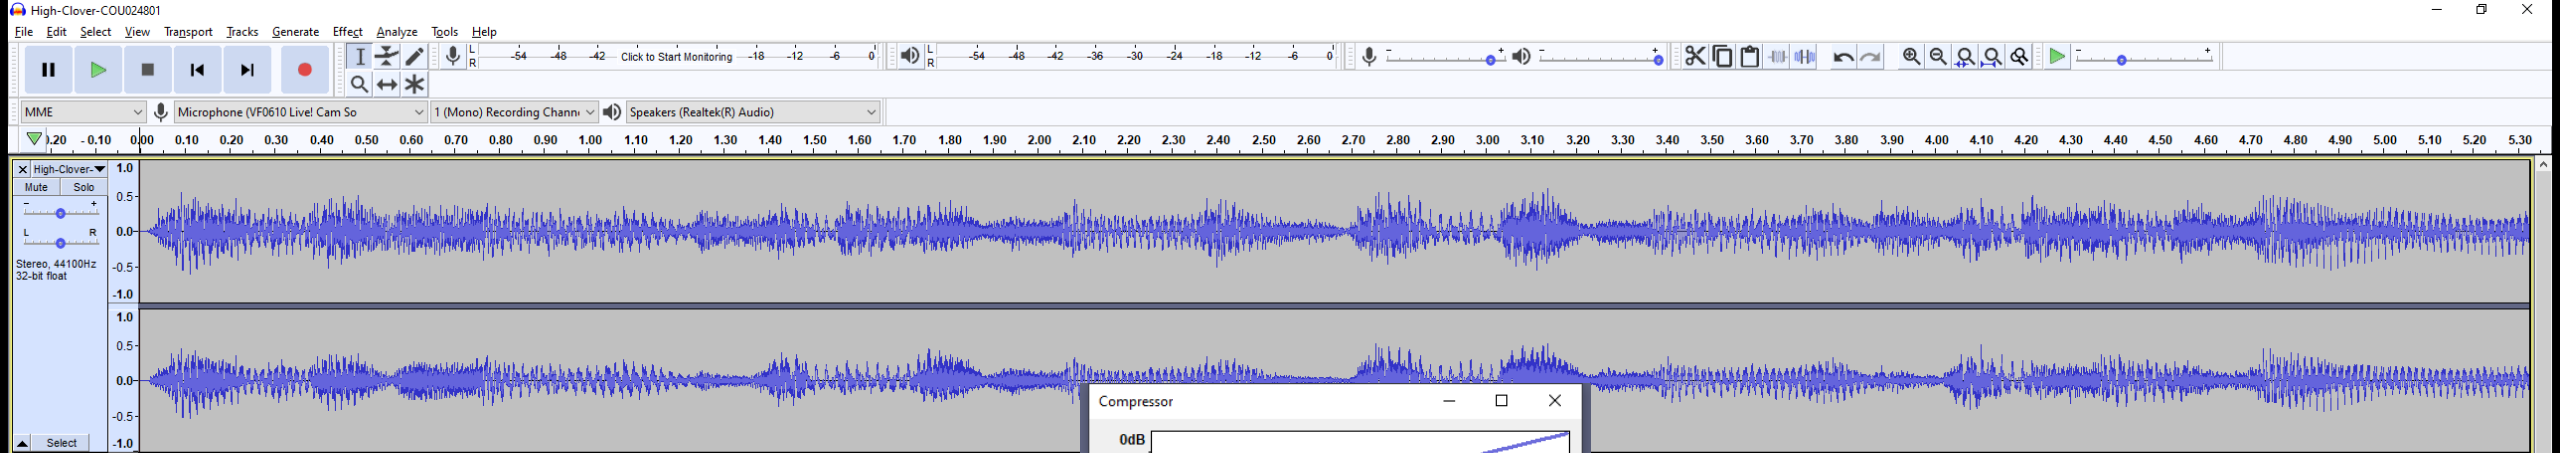 High-Clover-COU024801
File Edit Select View Transport Tracks Generate Effect Analyze Tools Help
L
R
-54 -48 -42 Click to Start Monitoring -18 -12 -6 0
L
R
-54 -48 -42 -36 -30 -24 -18 -12 -6 0
- +
- +
- +
MME
Microphone (VF0610 Live! Cam So
1 (Mono) Recording Chann
Speakers (Realtek(R) Audio)
.20 - 0.10 0.00 0.10 0.20 0.30 0.40 0.50 0.60 0.70 0.80 0.90 1.00 1.10 1.20 1.30 1.40 1.50 1.60 1.70 1.80 1.90 2.00 2.10 2.20 2.30 2.40 2.50 2.60 2.70 2.80 2.90 3.00 3.10 3.20 3.30 3.40 3.50 3.60 3.70 3.80 3.90 4.00 4.10 4.20 4.30 4.40 4.50 4.60 4.70 4.80 4.90 5.00 5.10 5.20 5.30
High-Clover-
Mute Solo
- +
L R
Stereo, 44100Hz
32-bit float
Select
1.0
0.5
0.0
-0.5
-1.0
1.0
0.5
0.0
-0.5
-1.0
Compressor
0dB